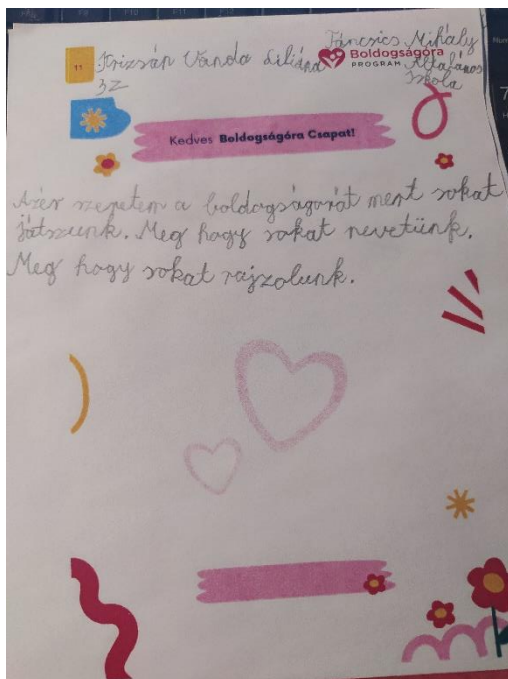 11
Krizsán Vanda Liliána
3Z
Táncsics Mihály
Általános
Iskola
Boldogságóra
PROGRAM
Kedves Boldogságóra Csapat!
Azér szeretem a boldogságórát mert sokat
játszunk. Meg hogy sokat nevetünk.
Meg hogy sokat rajzolunk.